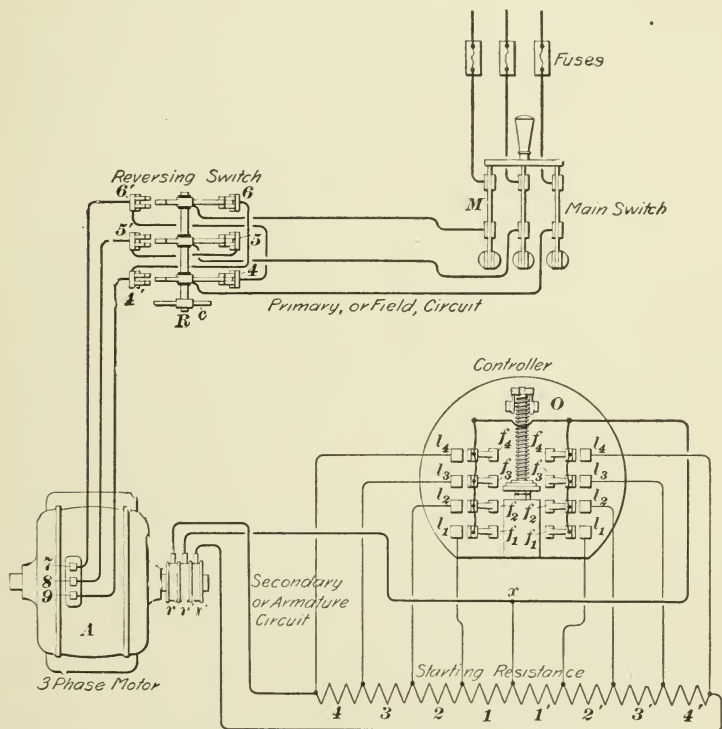 Fuses
Reversing Switch
6' 6
M
Main Switch
5' 5
4' 4
R c
Primary, or Field, Circuit
Controller
O
l4 f4 f4 l4
l3 f3 f3 l3
l2 f2 f2 l2
l1 f1 f1 l1
7
8
9
r r' r''
Secondary
or Armature
Circuit
x
A
3 Phase Motor
Starting Resistance
4 3 2 1 1' 2' 3' 4'